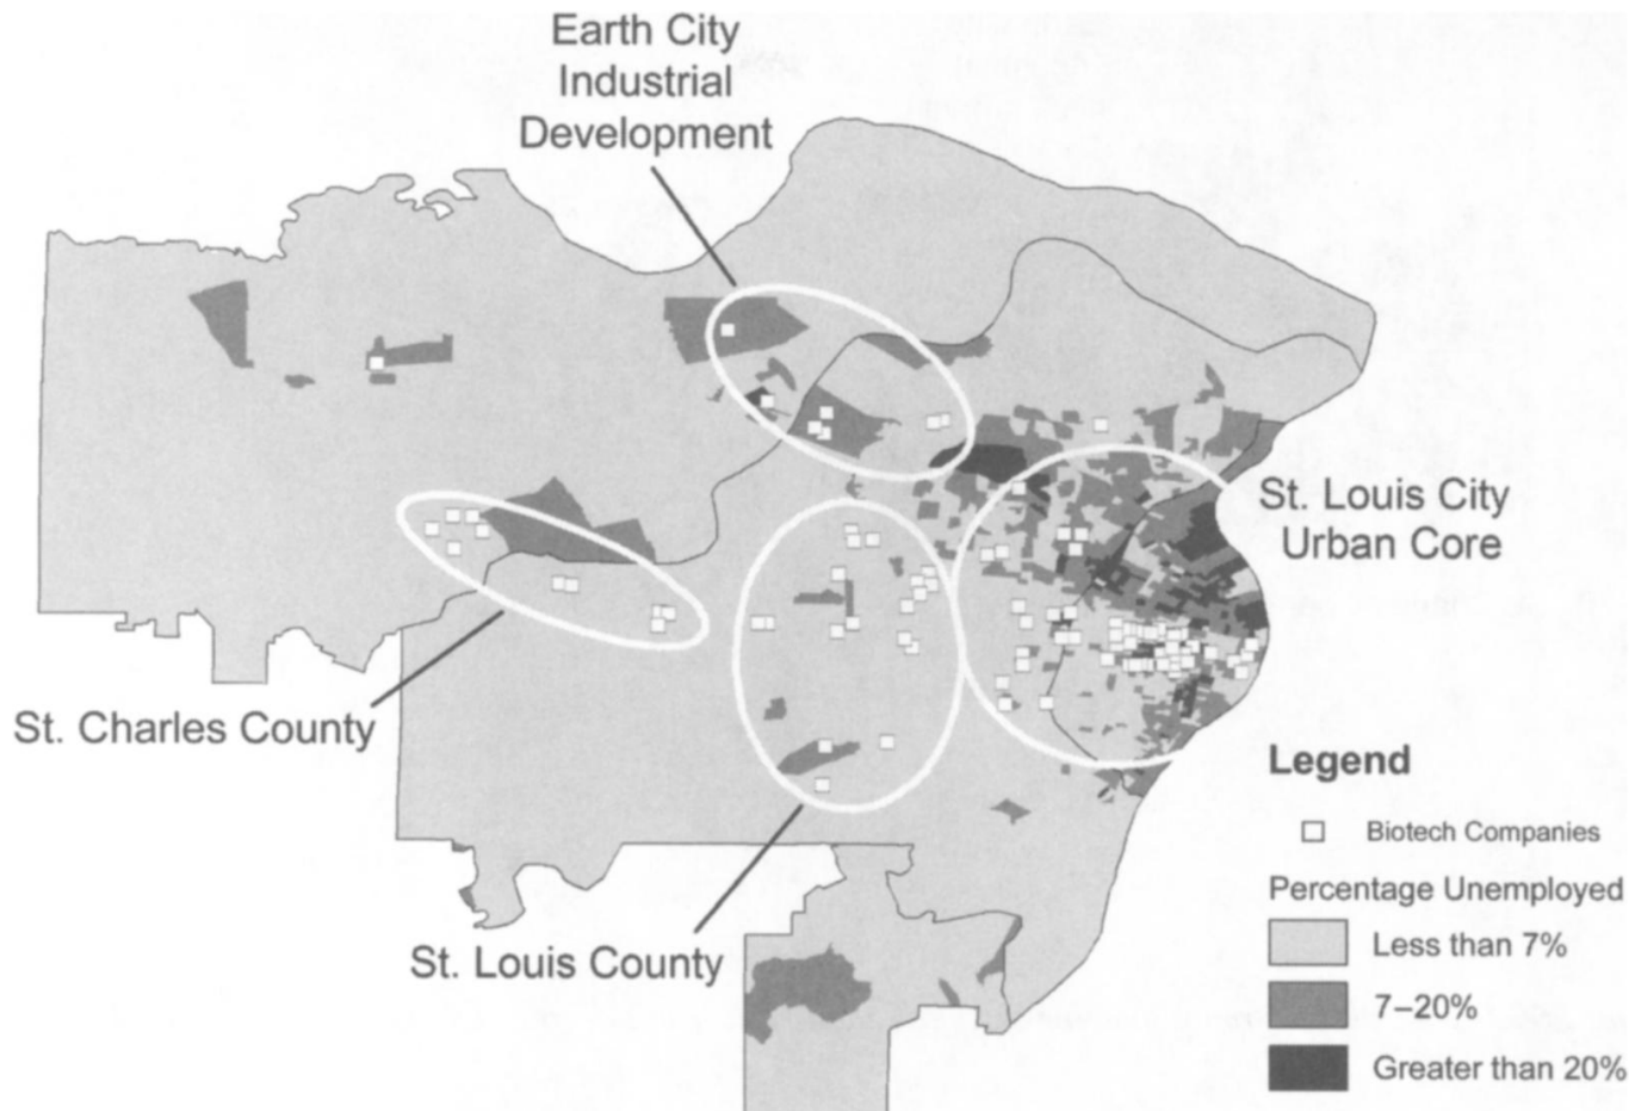 Earth City
Industrial
Development
St. Louis City
Urban Core
St. Charles County
St. Louis County
Legend
Biotech Companies
Percentage Unemployed
Less than 7%
7–20%
Greater than 20%